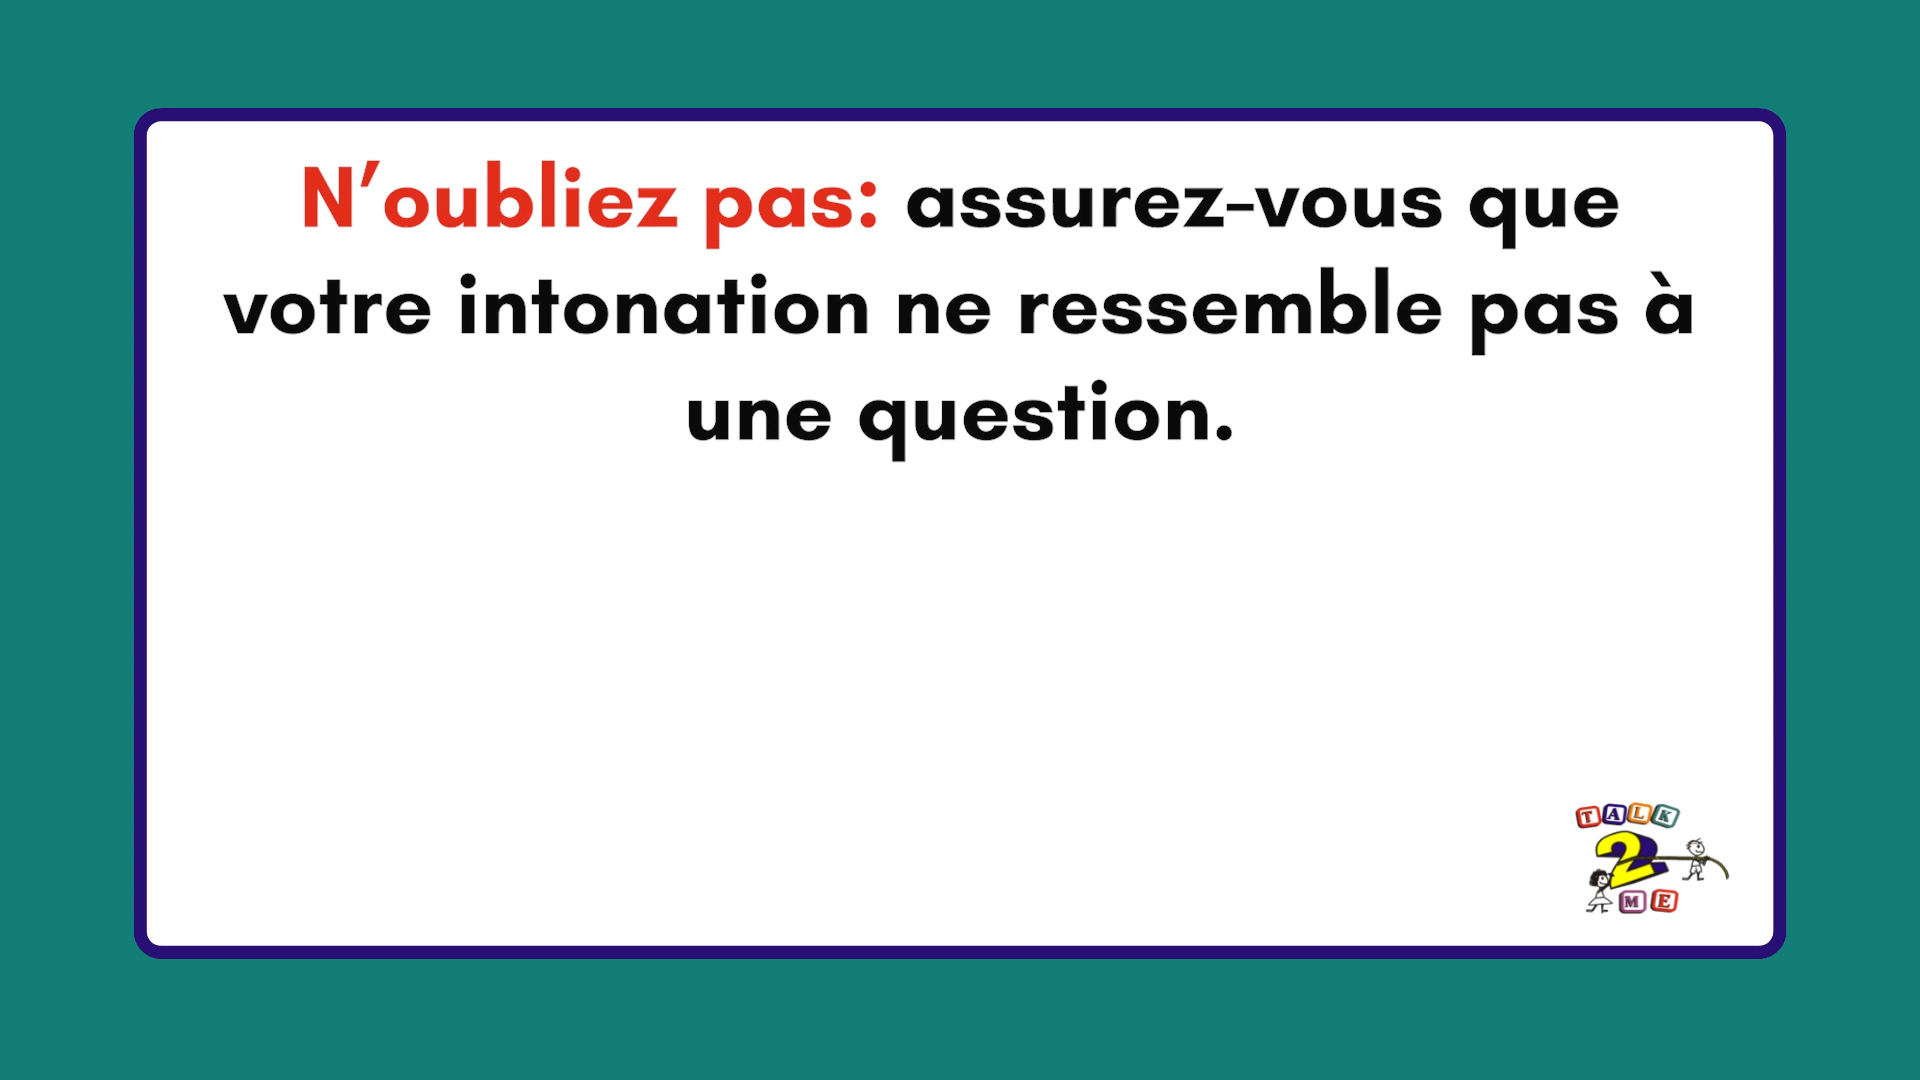 N’oubliez pas: assurez-vous que
votre intonation ne ressemble pas à
une question.
TALK
2
ME